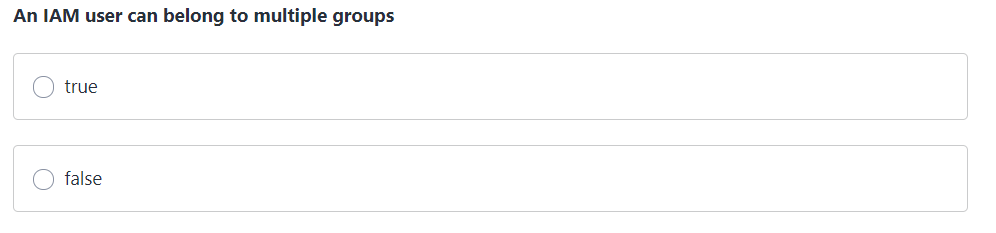 An IAM user can belong to multiple groups
true
false